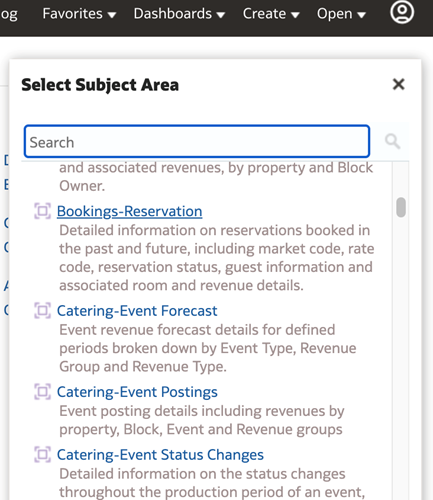 og Favorites Dashboards Create Open
Select Subject Area
Search
and associated revenues, by property and Block
Owner.
Bookings-Reservation
Detailed information on reservations booked in
the past and future, including market code, rate
code, reservation status, guest information and
associated room and revenue details.
Catering-Event Forecast
Event revenue forecast details for defined
periods broken down by Event Type, Revenue
Group and Revenue Type.
Catering-Event Postings
Event posting details including revenues by
property, Block, Event and Revenue groups
Catering-Event Status Changes
Detailed information on the status changes
throughout the production period of an event,